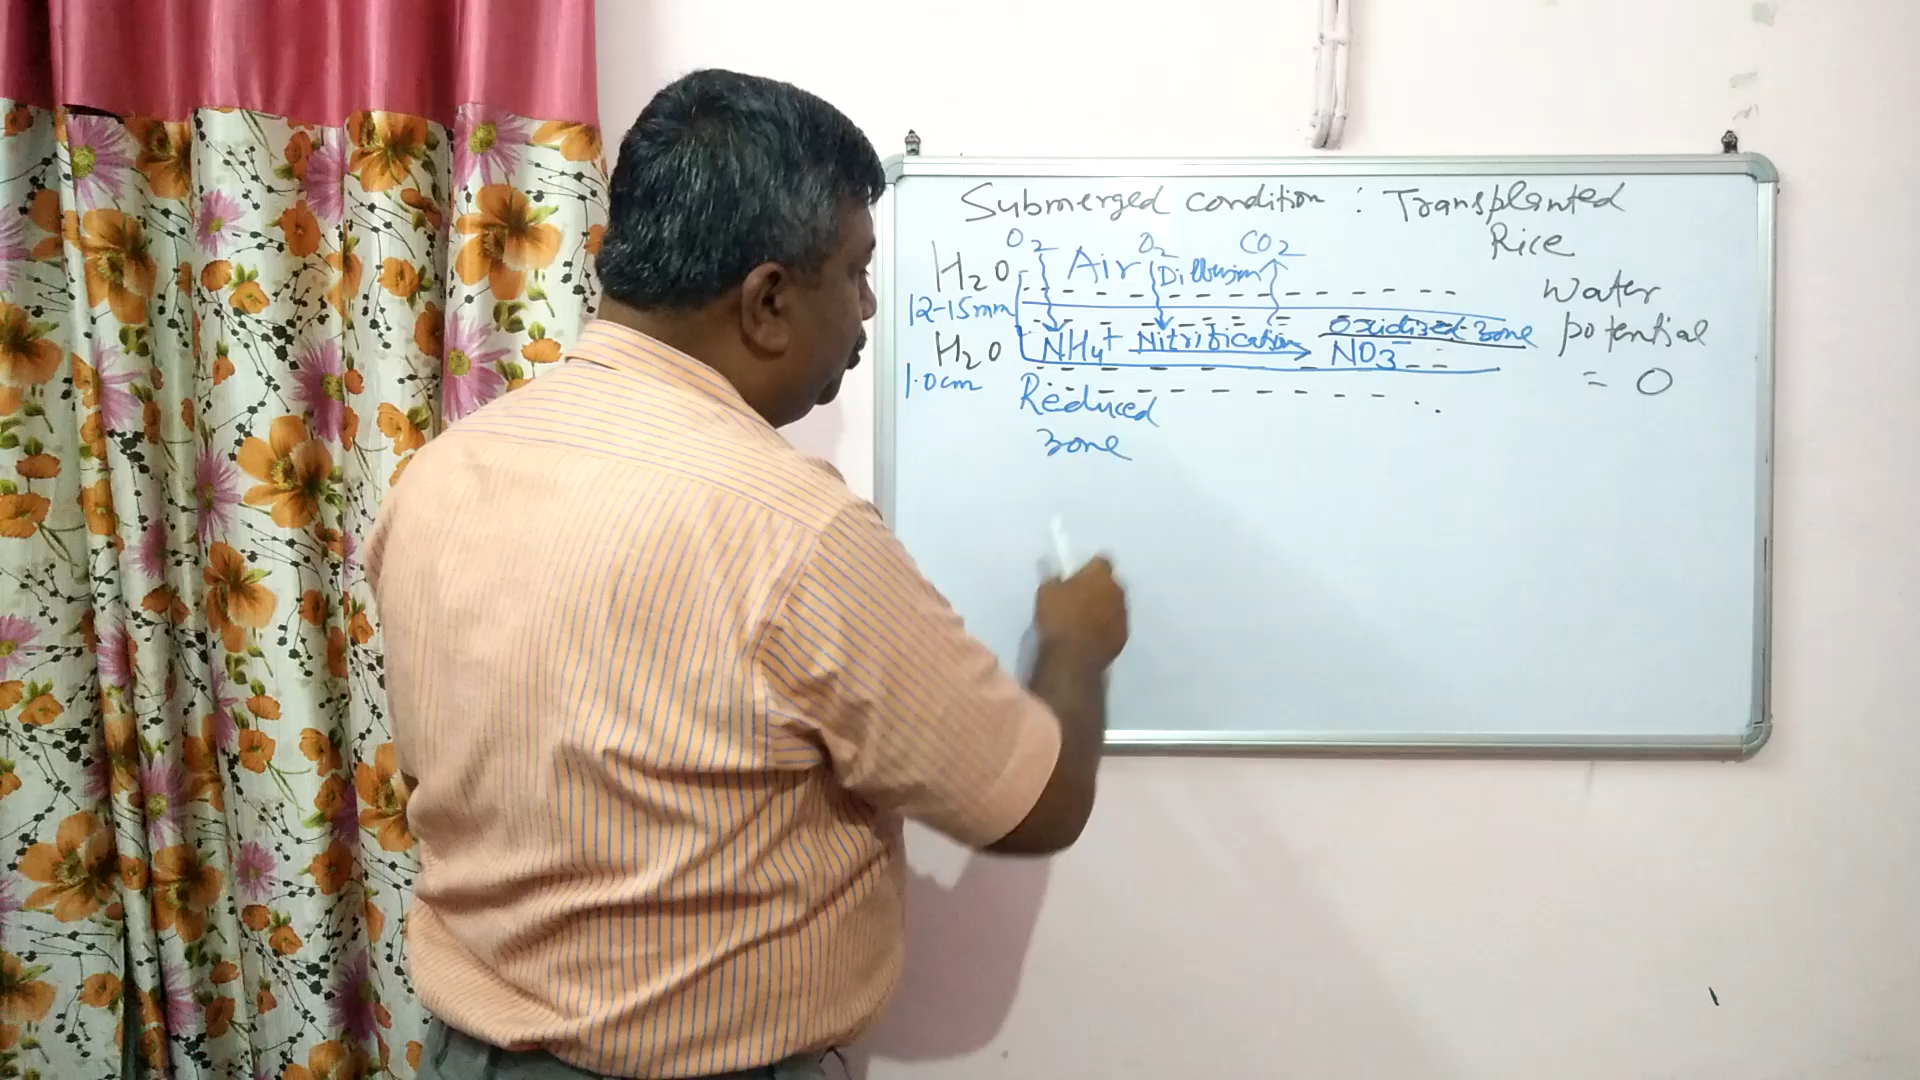 Submerged condition : Transplanted
Rice
O2 Air O2 Diffusion CO2
H2O
12-15mm
H2O NH4+ Nitrification NO3- Oxidised zone
1.0cm
Reduced
zone
Water
potential
= 0